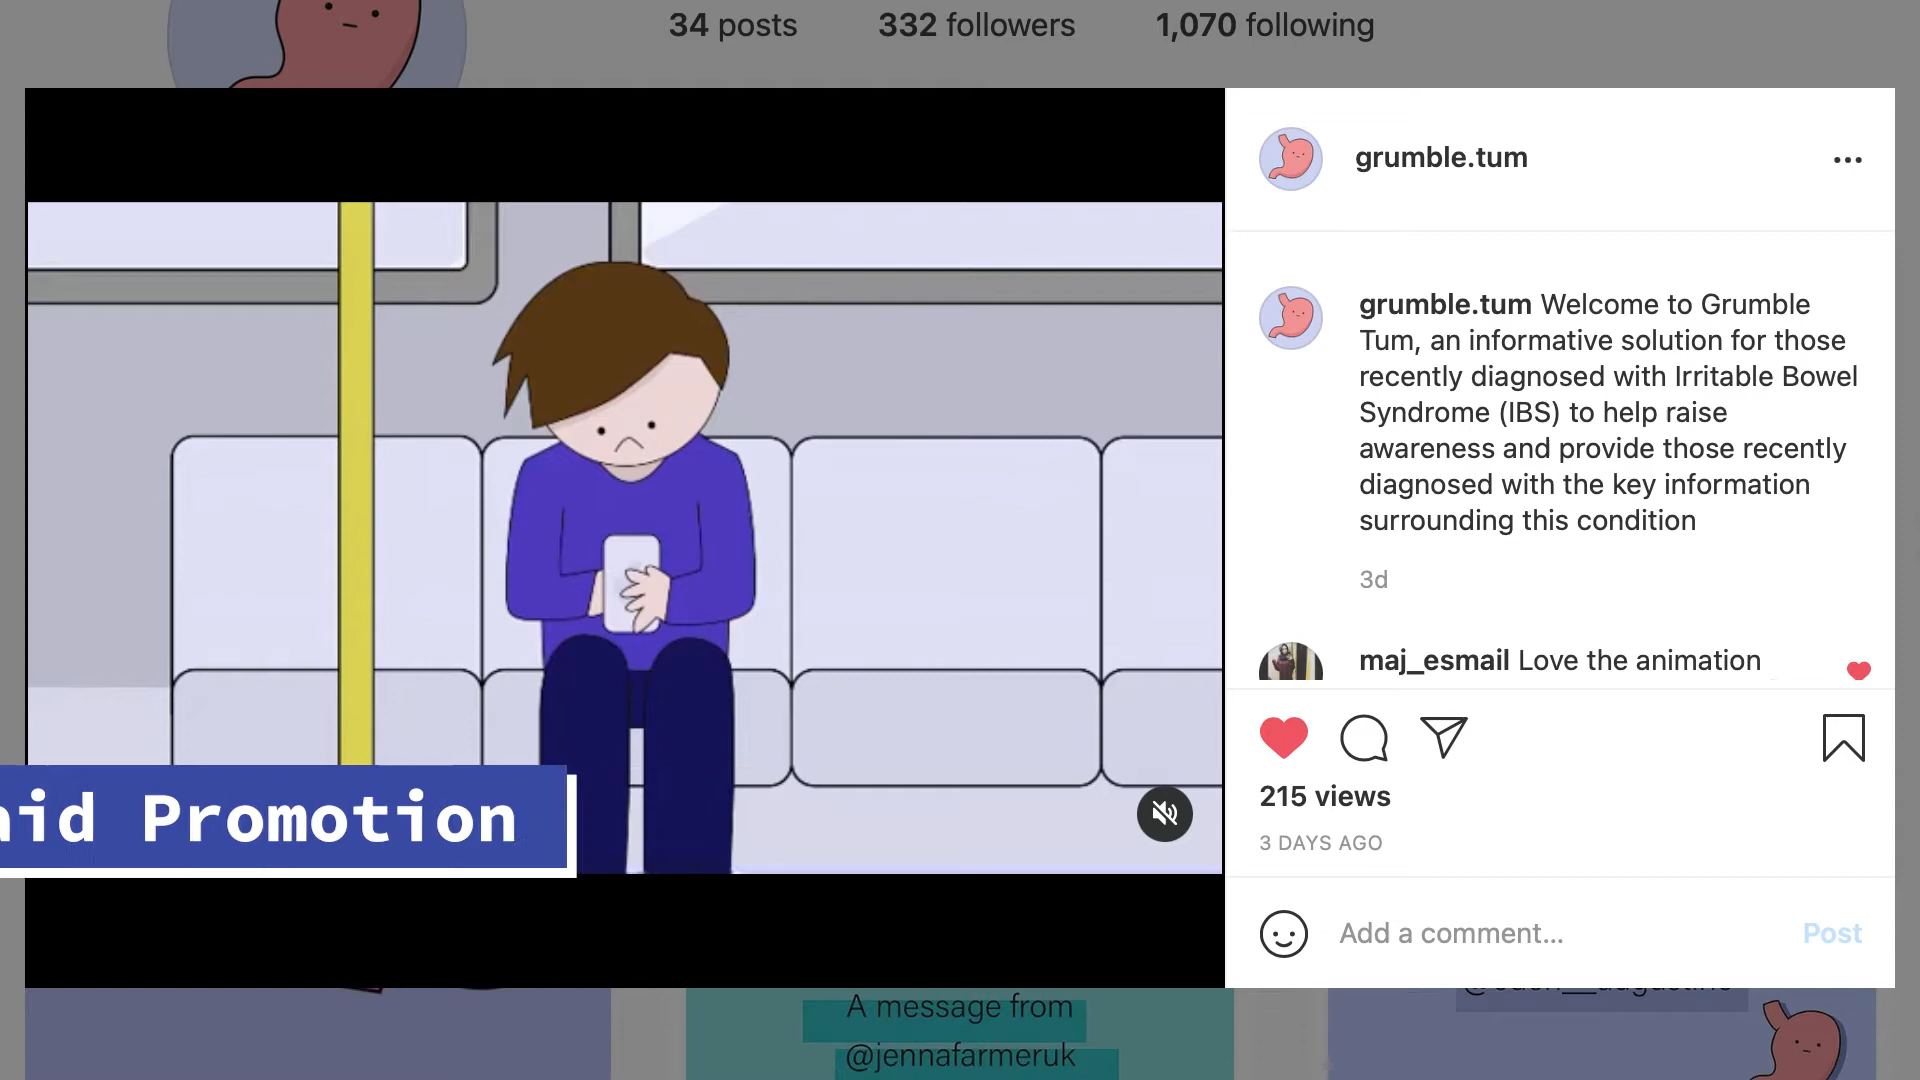 34 posts 332 followers 1,070 following
grumble.tum
grumble.tum Welcome to Grumble
Tum, an informative solution for those
recently diagnosed with Irritable Bowel
Syndrome (IBS) to help raise
awareness and provide those recently
diagnosed with the key information
surrounding this condition
3d
maj_esmail Love the animation
215 views
3 DAYS AGO
Add a comment...
Post
Promotion
A message from
@jennafarmeruk